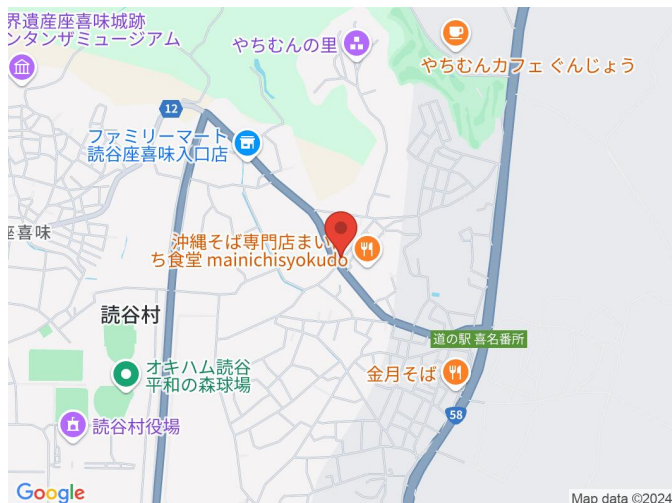 界遺産座喜味城跡
ンタンザミュージアム
やちむんの里
やちむんカフェ ぐんじょう
12
ファミリーマート
読谷座喜味入口店
座喜味
沖縄そば専門店まい
ち食堂 mainichisyokudo
読谷村
道の駅 喜名番所
オキハム読谷
平和の森球場
金月そば
58
読谷村役場
Google
Map data ©2024